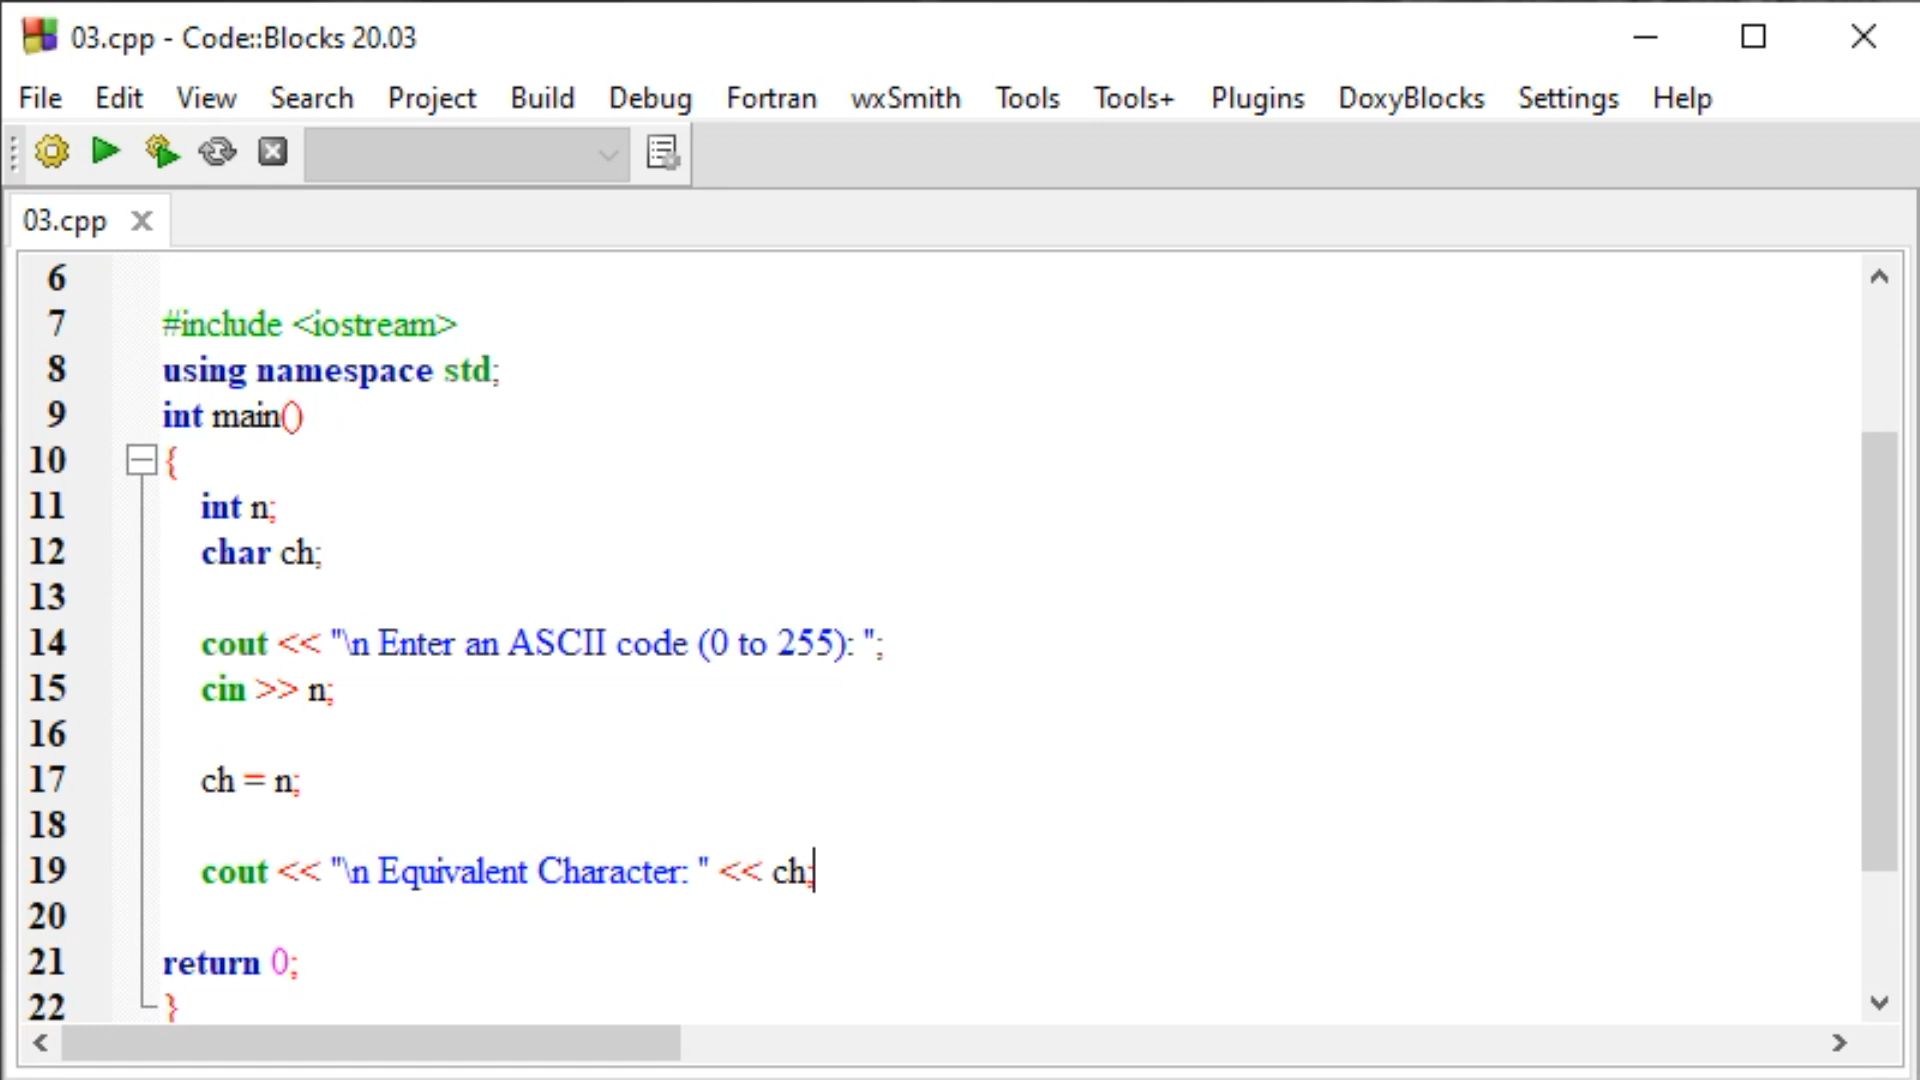 03.cpp - Code::Blocks 20.03
File Edit View Search Project Build Debug Fortran wxSmith Tools Tools+ Plugins DoxyBlocks Settings Help
03.cpp
6
7 #include <iostream>
8 using namespace std;
9 int main()
10 {
11 int n;
12 char ch;
13
14 cout << "\n Enter an ASCII code (0 to 255): ";
15 cin >> n;
16
17 ch = n;
18
19 cout << "\n Equivalent Character: " << ch;
20
21 return 0;
22 }